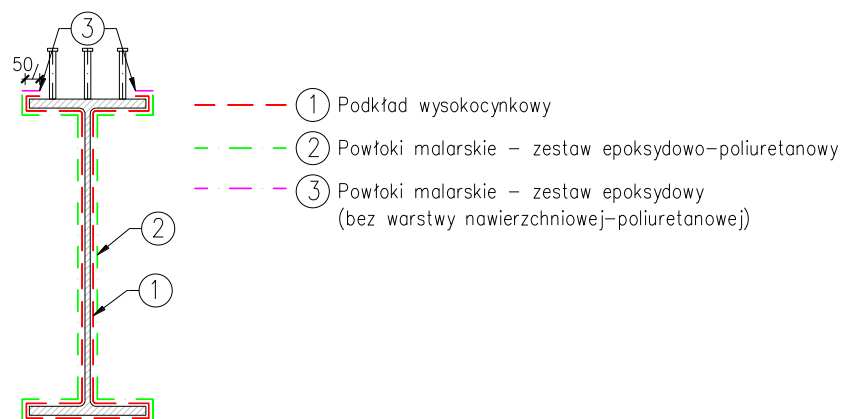 3
50
1 Podkład wysokocynkowy
2 Powłoki malarskie - zestaw epoksydowo-poliuretanowy
3 Powłoki malarskie - zestaw epoksydowy
(bez warstwy nawierzchniowej-poliuretanowej)
2
1